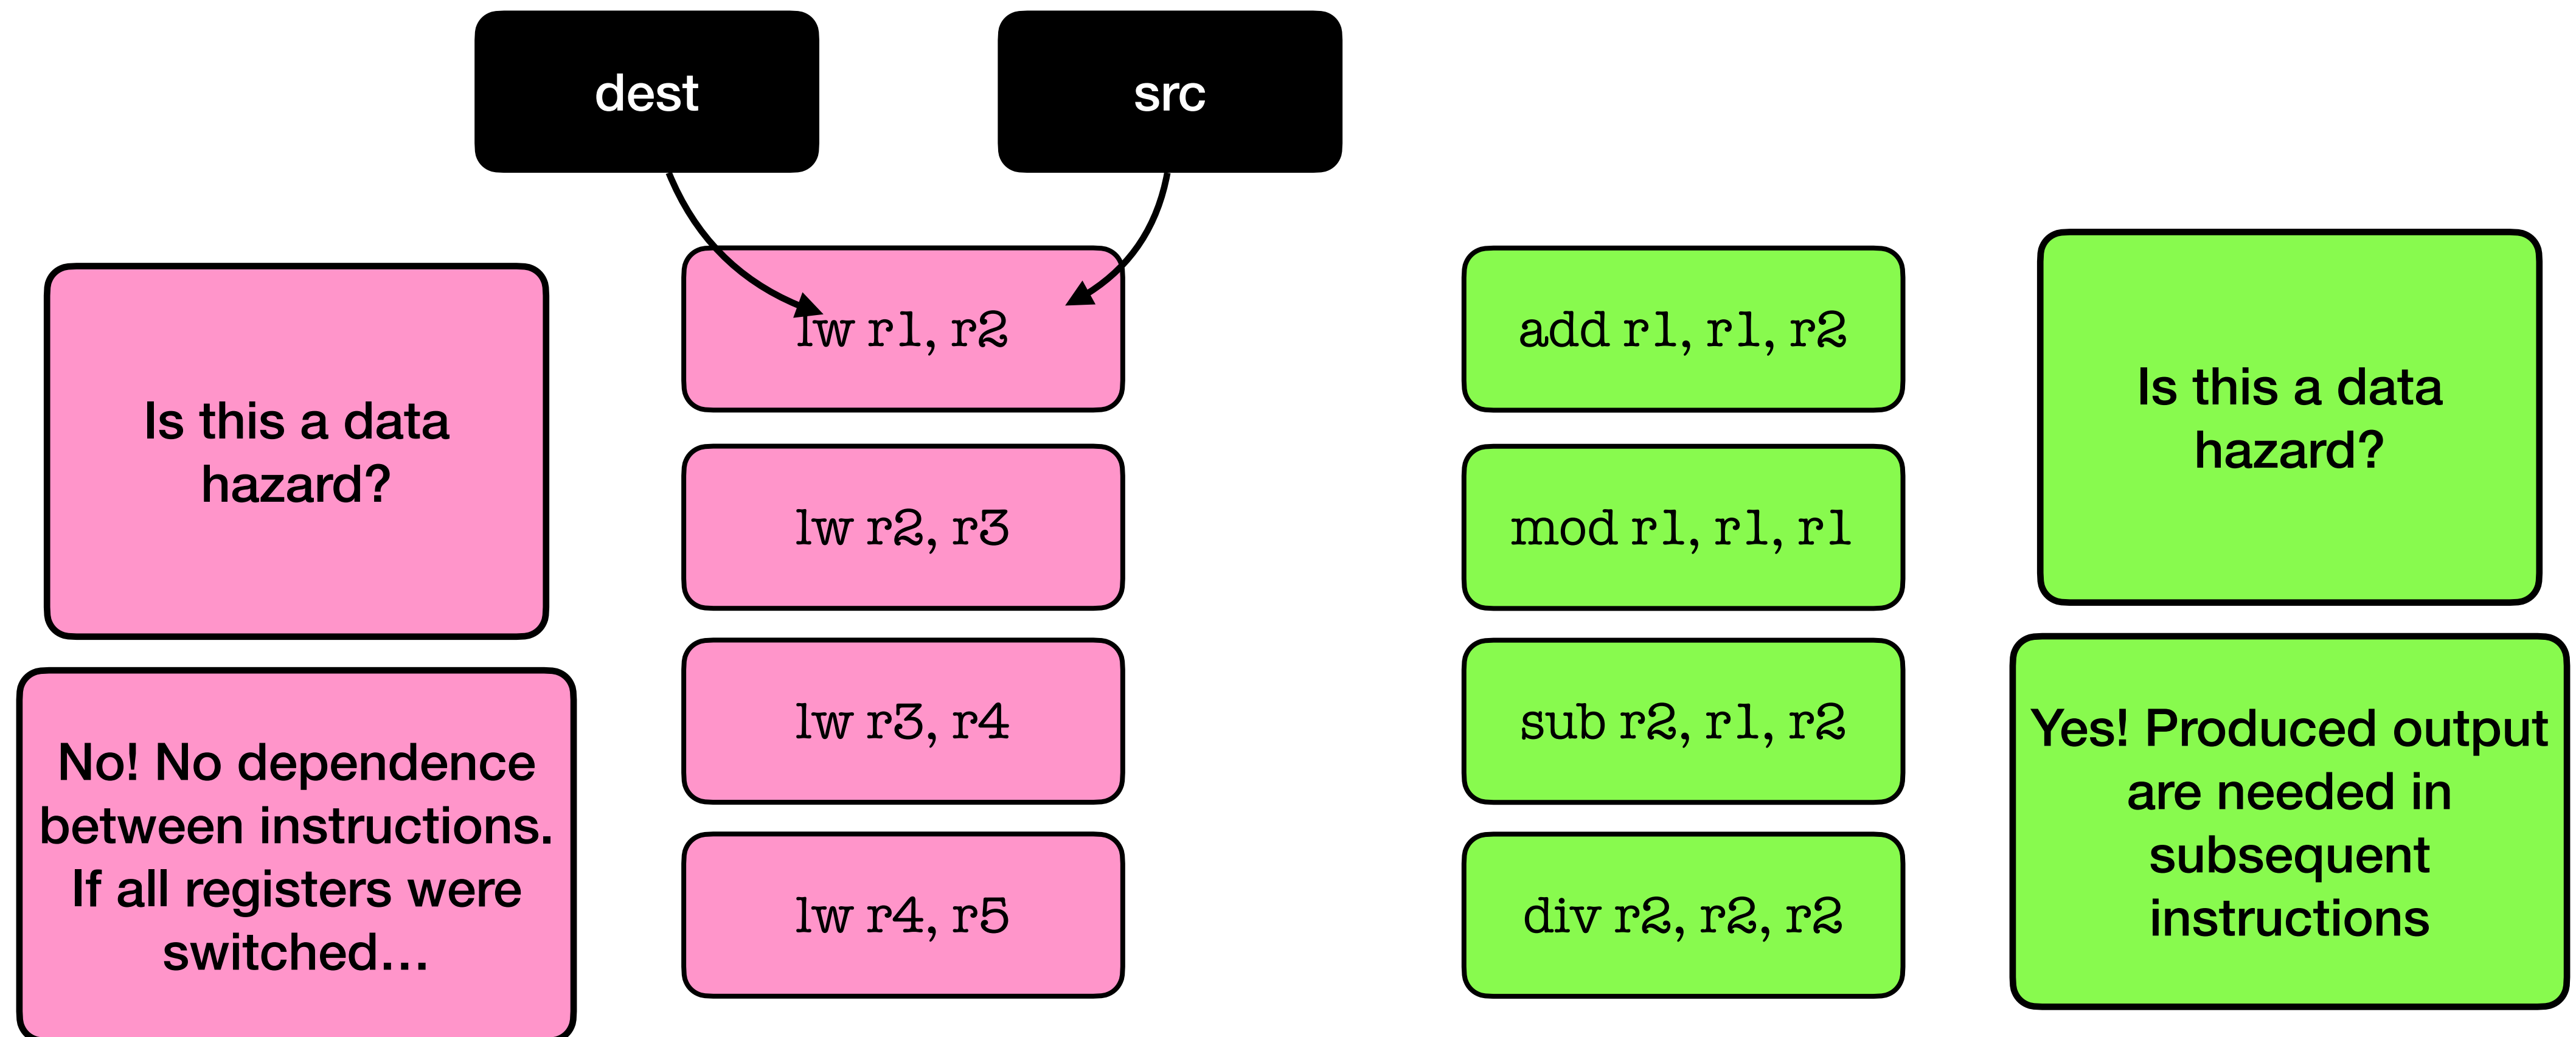 dest
src
Is this a data
hazard?
No! No dependence
between instructions.
If all registers were
switched…
lw r1, r2
lw r2, r3
lw r3, r4
lw r4, r5
add r1, r1, r2
mod r1, r1, r1
sub r2, r1, r2
div r2, r2, r2
Is this a data
hazard?
Yes! Produced output
are needed in
subsequent
instructions